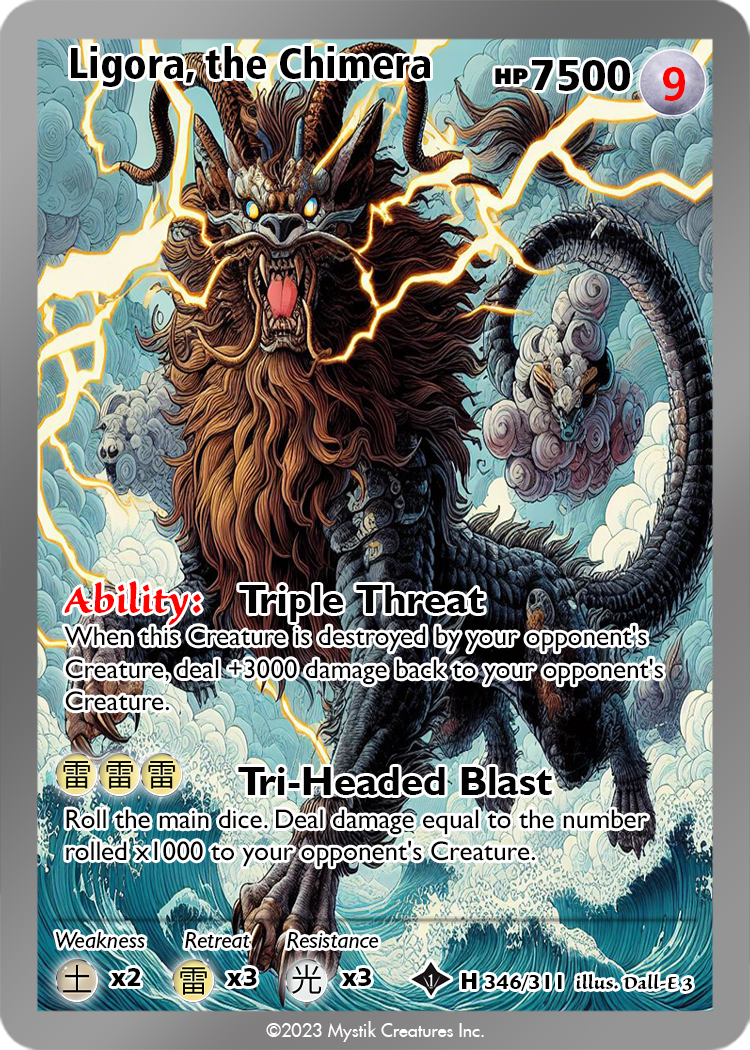 Ligora, the Chimera HP7500 9
Ability: Triple Threat
When this Creature is destroyed by your opponent's
Creature, deal +3000 damage back to your opponent's
Creature.
雷 雷 雷 Tri-Headed Blast
Roll the main dice. Deal damage equal to the number
rolled x1000 to your opponent's Creature.
Weakness Retreat Resistance
土 x2 雷 x3 光 x3 1 H 346/311 illus. Dall-E 3
©2023 Mystik Creatures Inc.